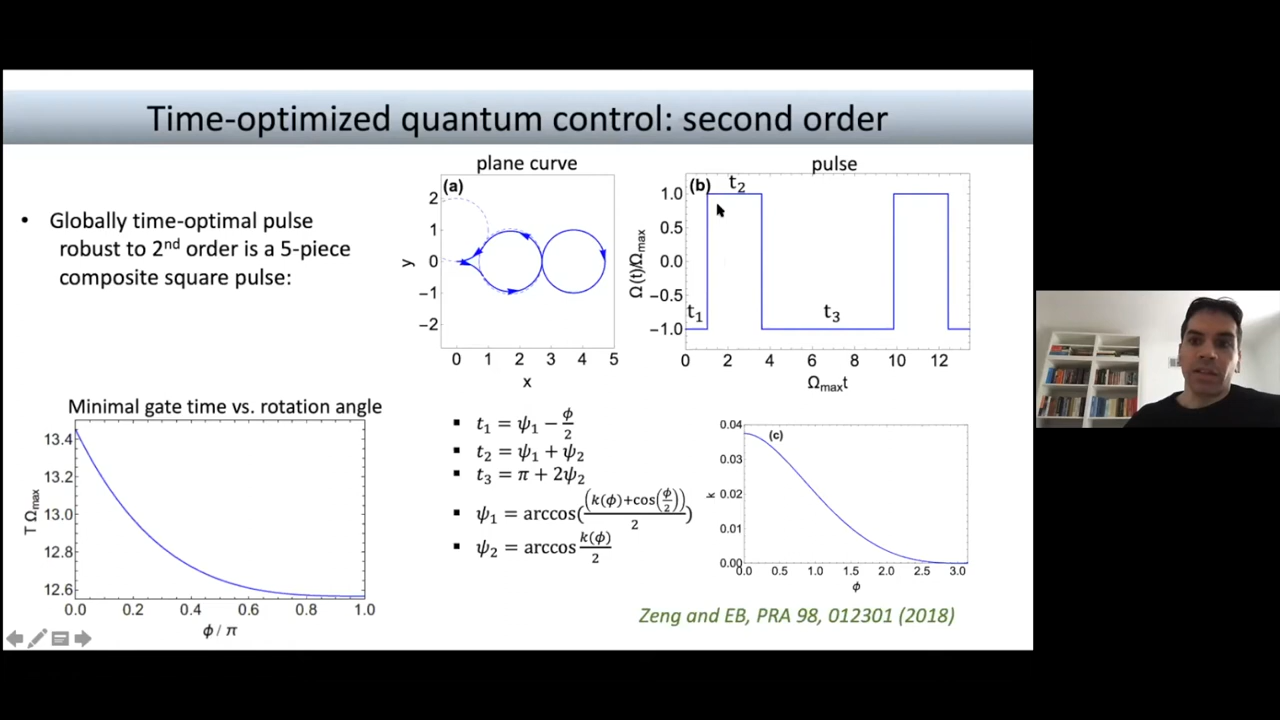 Time-optimized quantum control: second order
• Globally time-optimal pulse
robust to 2nd order is a 5-piece
composite square pulse:
plane curve
(a)
2
1
0
−1
−2
y
0 1 2 3 4 5
x
pulse
(b)
t₂
t₁
t₃
1.0
0.5
0.0
−0.5
−1.0
Ω(t)/Ωmax
0 2 4 6 8 10 12
Ωmaxt
Minimal gate time vs. rotation angle
13.4
13.2
13.0
12.8
12.6
T Ωmax
0.0 0.2 0.4 0.6 0.8 1.0
ϕ / π
▪ t₁ = ψ₁ − ϕ/2
▪ t₂ = ψ₁ + ψ₂
▪ t₃ = π + 2ψ₂
▪ ψ₁ = arccos((k(ϕ)+cos(ϕ/2))/2)
▪ ψ₂ = arccos k(ϕ)/2
(c)
0.04
0.03
0.02
0.01
0.00
k
0.0 0.5 1.0 1.5 2.0 2.5 3.0
ϕ
Zeng and EB, PRA 98, 012301 (2018)